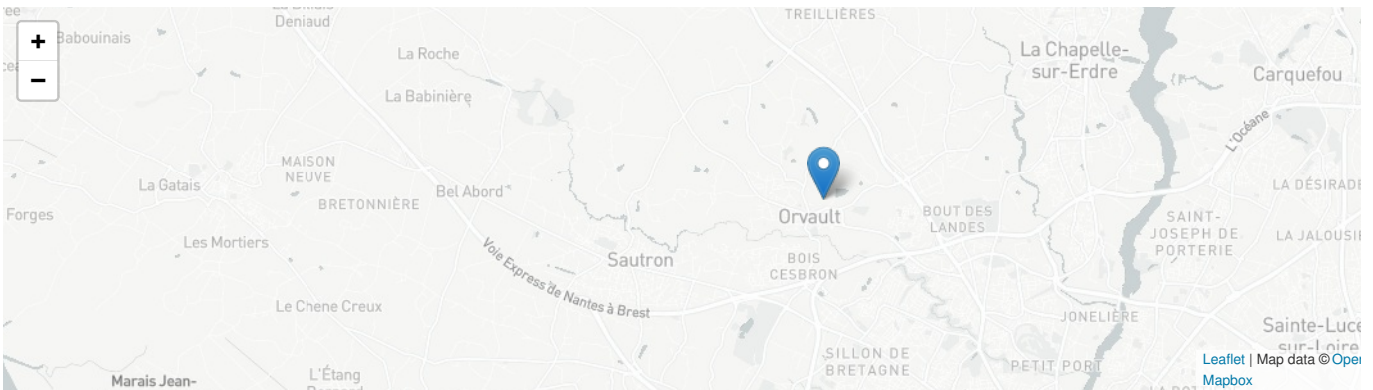 Deniaud
TREILLIÈRES
+
Babouinais
La Roche
La Chapelle-
sur-Erdre
Carquefou
−
La Babinière
L'Océane
MAISON
NEUVE
La Gatais
Bel Abord
LA DÉSIRADE
BRETONNIÈRE
Forges
Orvault
BOUT DES
LANDES
SAINT-
JOSEPH DE
PORTERIE
LA JALOUSIE
Les Mortiers
Voie Express de Nantes à Brest
Sautron
BOIS
CESBRON
Le Chene Creux
JONELIÈRE
Sainte-Luce
sur-Loire
SILLON DE
BRETAGNE
PETIT PORT
Leaflet | Map data © Open
Mapbox
Marais Jean-
L'Étang